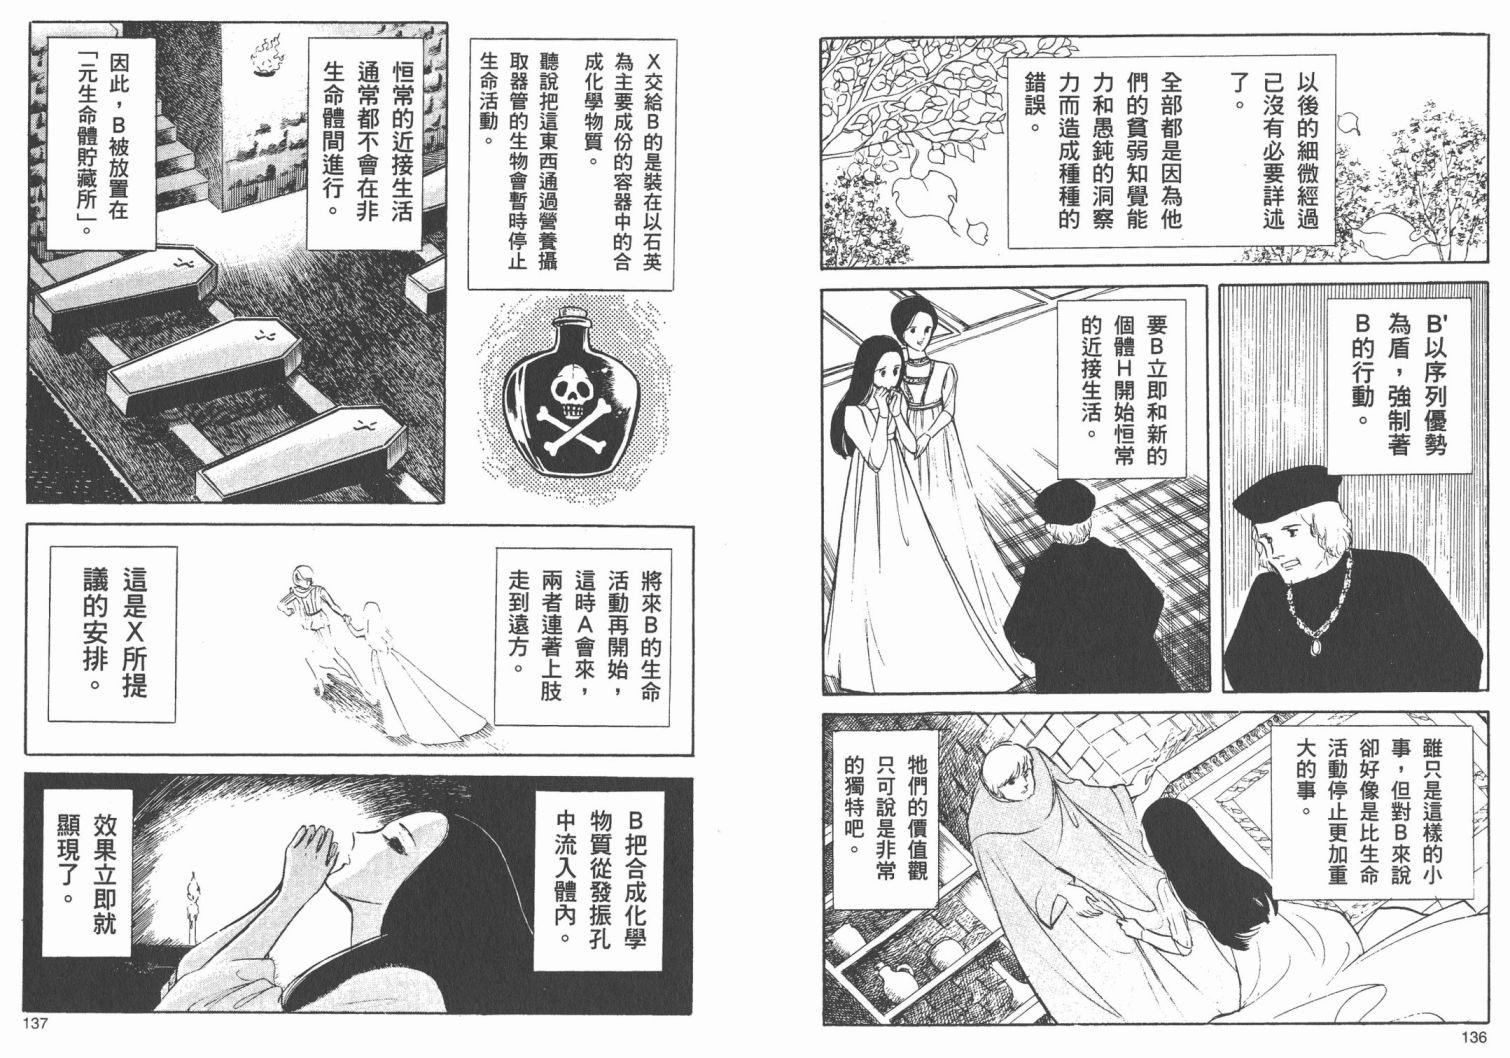 以後的細微經過
已沒有必要詳述
了。
全部都是因為他
們的貧弱知覺能
力和愚鈍的洞察
力而造成種種的
錯誤。
B'以序列優勢
為盾，強制著
B的行動。
要B立即和新的
個體H開始恒常
的近接生活。
雖只是這樣的小
事，但對B來說
卻好像是比生命
活動停止更加重
大的事。
牠們的價值觀
只可說是非常
的獨特吧。
136
X交給B的是裝在以石英
為主要成份的容器中的合
成化學物質。
聽說把這東西通過營養攝
取器管的生物會暫時停止
生命活動。
恒常的近接生活
通常都不會在非
生命體間進行。
因此，B被放置在
「元生命體貯藏所」。
將來B的生命
活動再開始，
這時A會來，
兩者連著上肢
走到遠方。
這是X所提
議的安排。
B把合成化學
物質從發振孔
中流入體內。
效果立即就
顯現了。
137